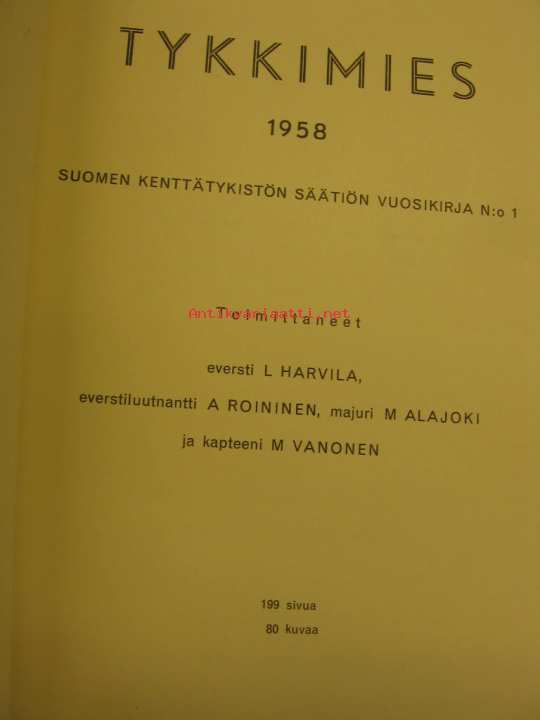 TYKKIMIES
1958
SUOMEN KENTTÄTYKISTÖN SÄÄTIÖN VUOSIKIRJA N:o 1
Antikvariaatti.net
Toimittaneet
eversti L HARVILA,
everstiluutnantti A ROININEN, majuri M ALAJOKI
ja kapteeni M VANONEN
199 sivua
80 kuvaa